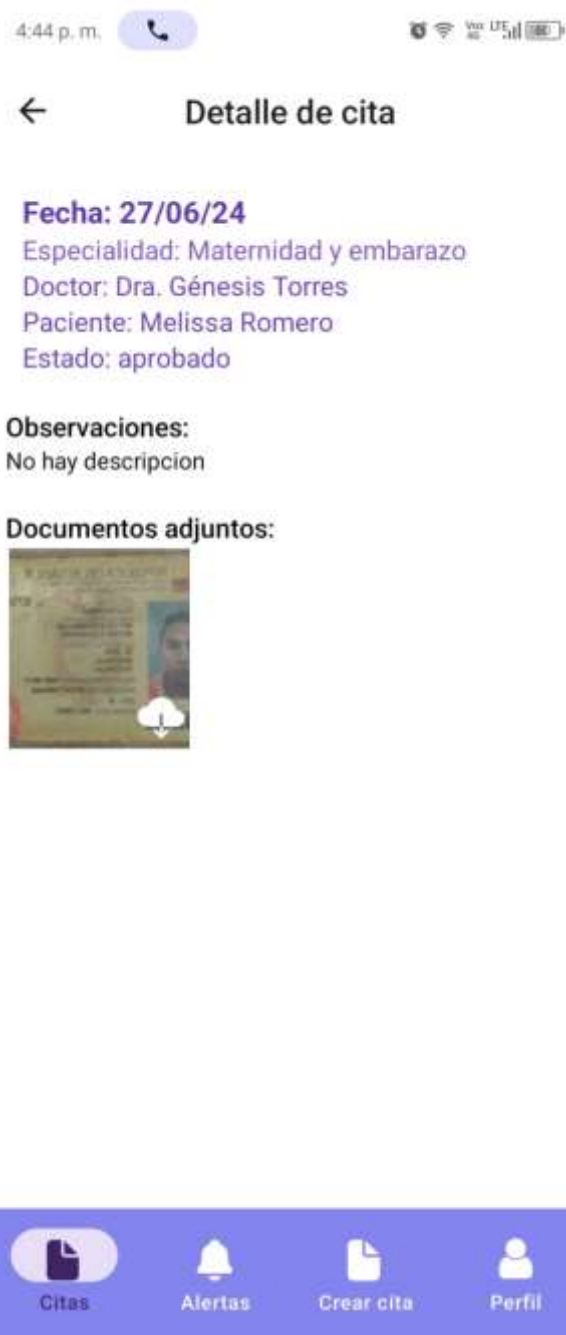 4:44 p. m.
Detalle de cita
Fecha: 27/06/24
Especialidad: Maternidad y embarazo
Doctor: Dra. Génesis Torres
Paciente: Melissa Romero
Estado: aprobado
Observaciones:
No hay descripcion
Documentos adjuntos:
Citas
Alertas
Crear cita
Perfil